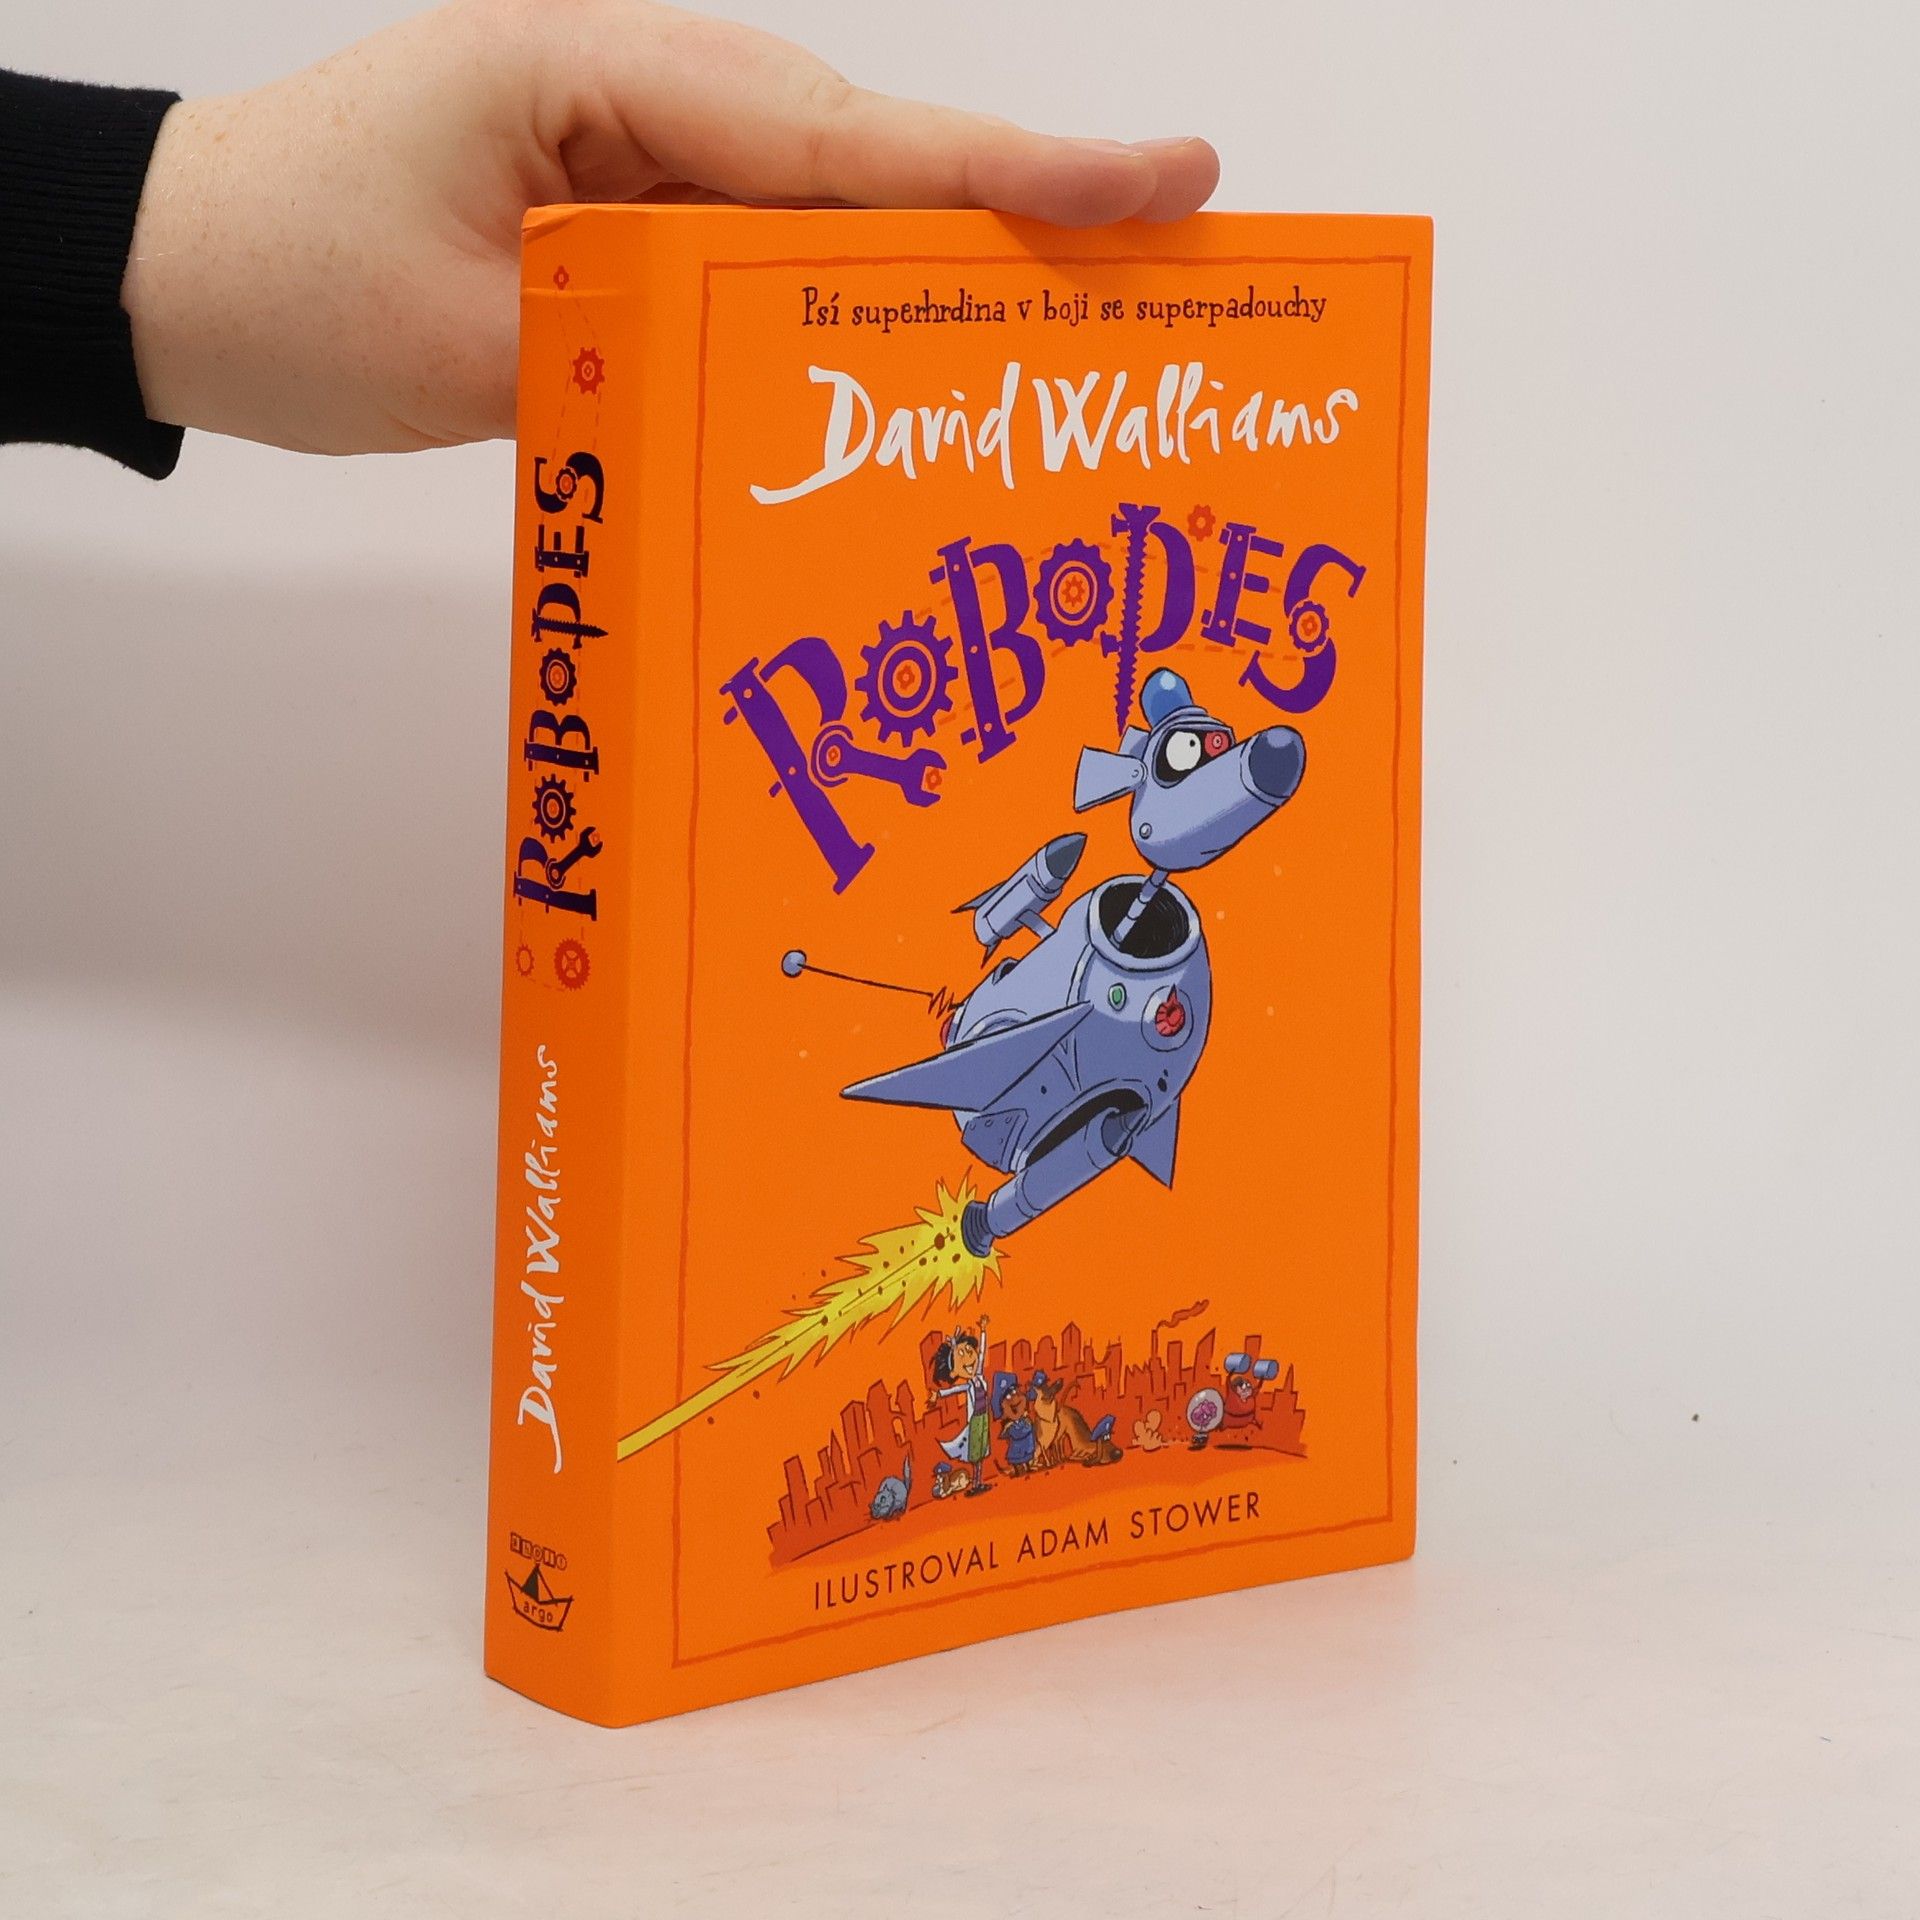 Psí superhrdina v boji se superpadouchy
David Walliams
ROBOPES
ILUSTROVAL ADAM STOWER
ROBOPES
David Walliams
argo